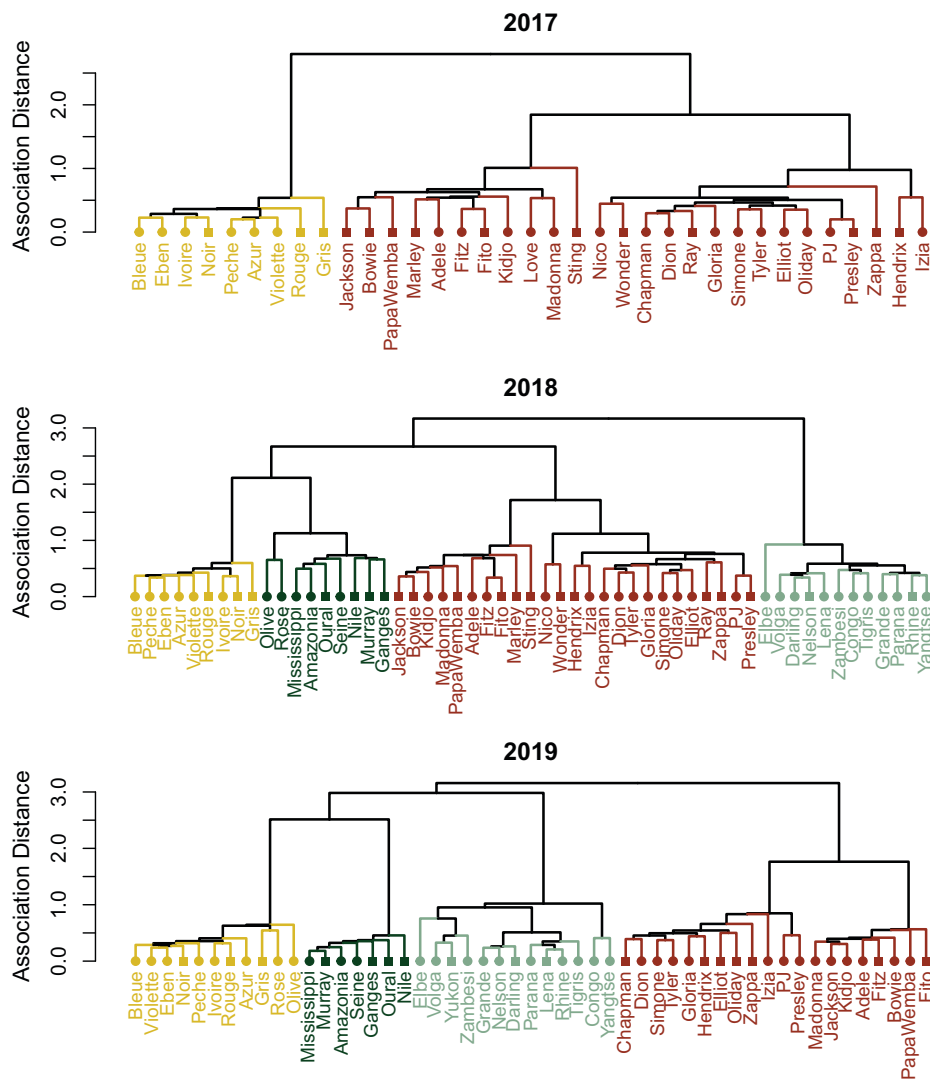 2017
Association Distance
0.0 1.0 2.0
Bleue Eben Ivoire Noir Peche Azur Violette Rouge Gris Jackson Bowie PapaWemba Marley Adele Fitz Fito Kidjo Love Madonna Sting Nico Wonder Chapman Dion Ray Gloria Simone Tyler Elliot Oliday PJ Presley Zappa Hendrix Izia
2018
Association Distance
0.0 1.0 2.0 3.0
Bleue Peche Eben Azur Violette Rouge Ivoire Noir Gris Olive Rose Mississippi Amazonia Oural Seine Nile Murray Ganges Jackson Bowie Kidjo Madonna PapaWemba Adele Fitz Fito Marley Sting Nico Wonder Hendrix Izia Chapman Dion Tyler Gloria Simone Oliday Elliot Ray Zappa PJ Presley Elbe Volga Darling Nelson Lena Zambesi Congo Tigris Grande Parana Rhine Yangtse
2019
Association Distance
0.0 1.0 2.0 3.0
Bleue Violette Eben Noir Peche Ivoire Rouge Azur Gris Rose Olive Mississippi Murray Amazonia Seine Ganges Oural Nile Elbe Volga Yukon Zambesi Grande Nelson Darling Parana Lena Rhine Tigris Congo Yangtse Chapman Dion Simone Tyler Gloria Hendrix Elliot Oliday Zappa Izia PJ Presley Madonna Jackson Kidjo Adele Fitz Bowie PapaWemba Fito